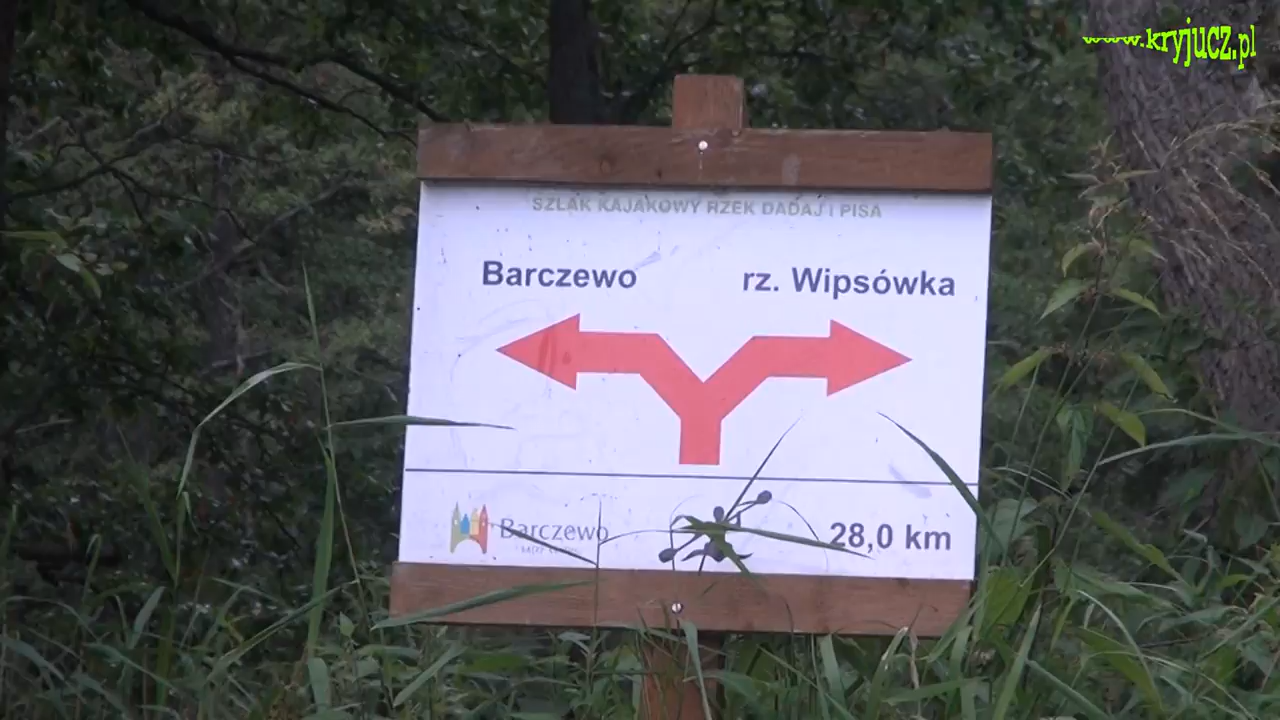 www.kryjucz.pl
SZLAK KAJAKOWY RZEK DADAJ I PISA
Barczewo
rz. Wipsówka
Barczewo
28,0 km